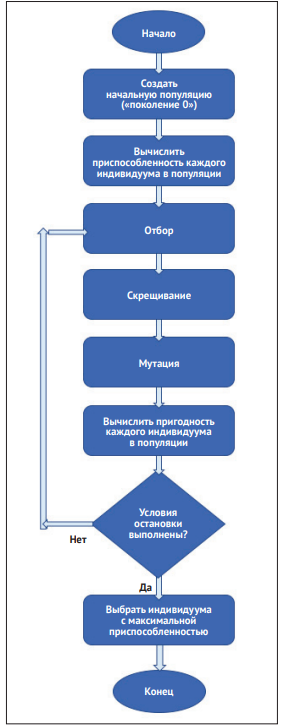 Начало
Создать
начальную популяцию
(«поколение 0»)
Вычислить
приспособленность каждого
индивидуума в популяции
Отбор
Скрещивание
Мутация
Вычислить пригодность
каждого индивидуума
в популяции
Условия
остановки
выполнены?
Нет
Да
Выбрать индивидуума
с максимальной
приспособленностью
Конец